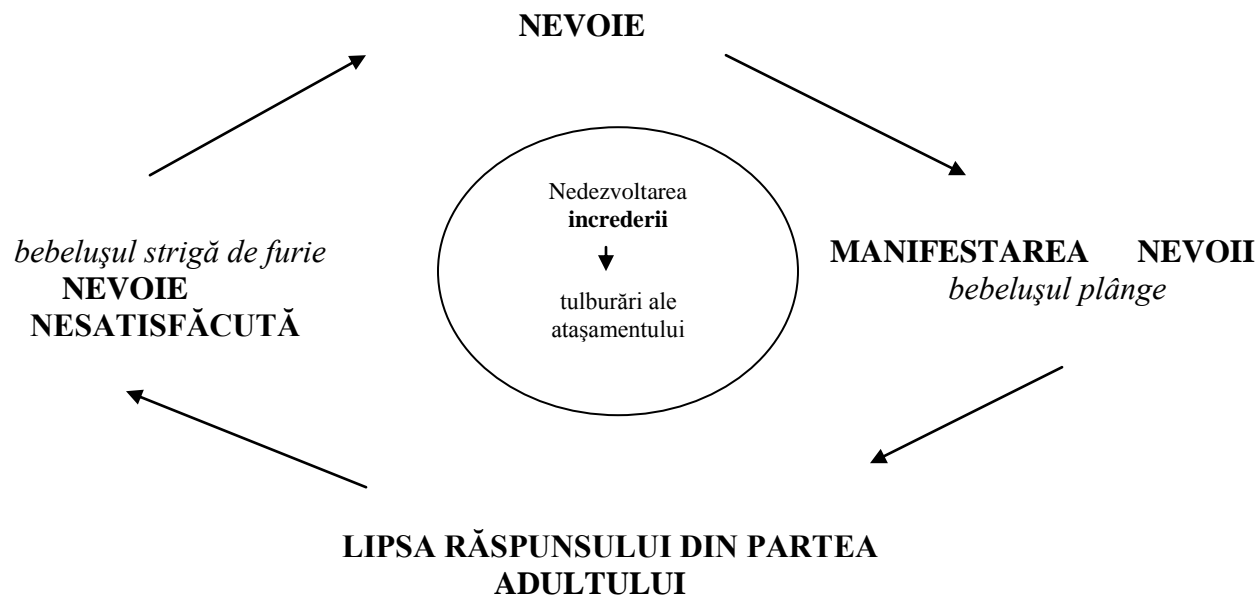 NEVOIE
Nedezvoltarea
increderii
tulburări ale
ataşamentului
MANIFESTAREA NEVOII
bebeluşul plânge
LIPSA RĂSPUNSULUI DIN PARTEA
ADULTULUI
bebeluşul strigă de furie
NEVOIE
NESATISFĂCUTĂ